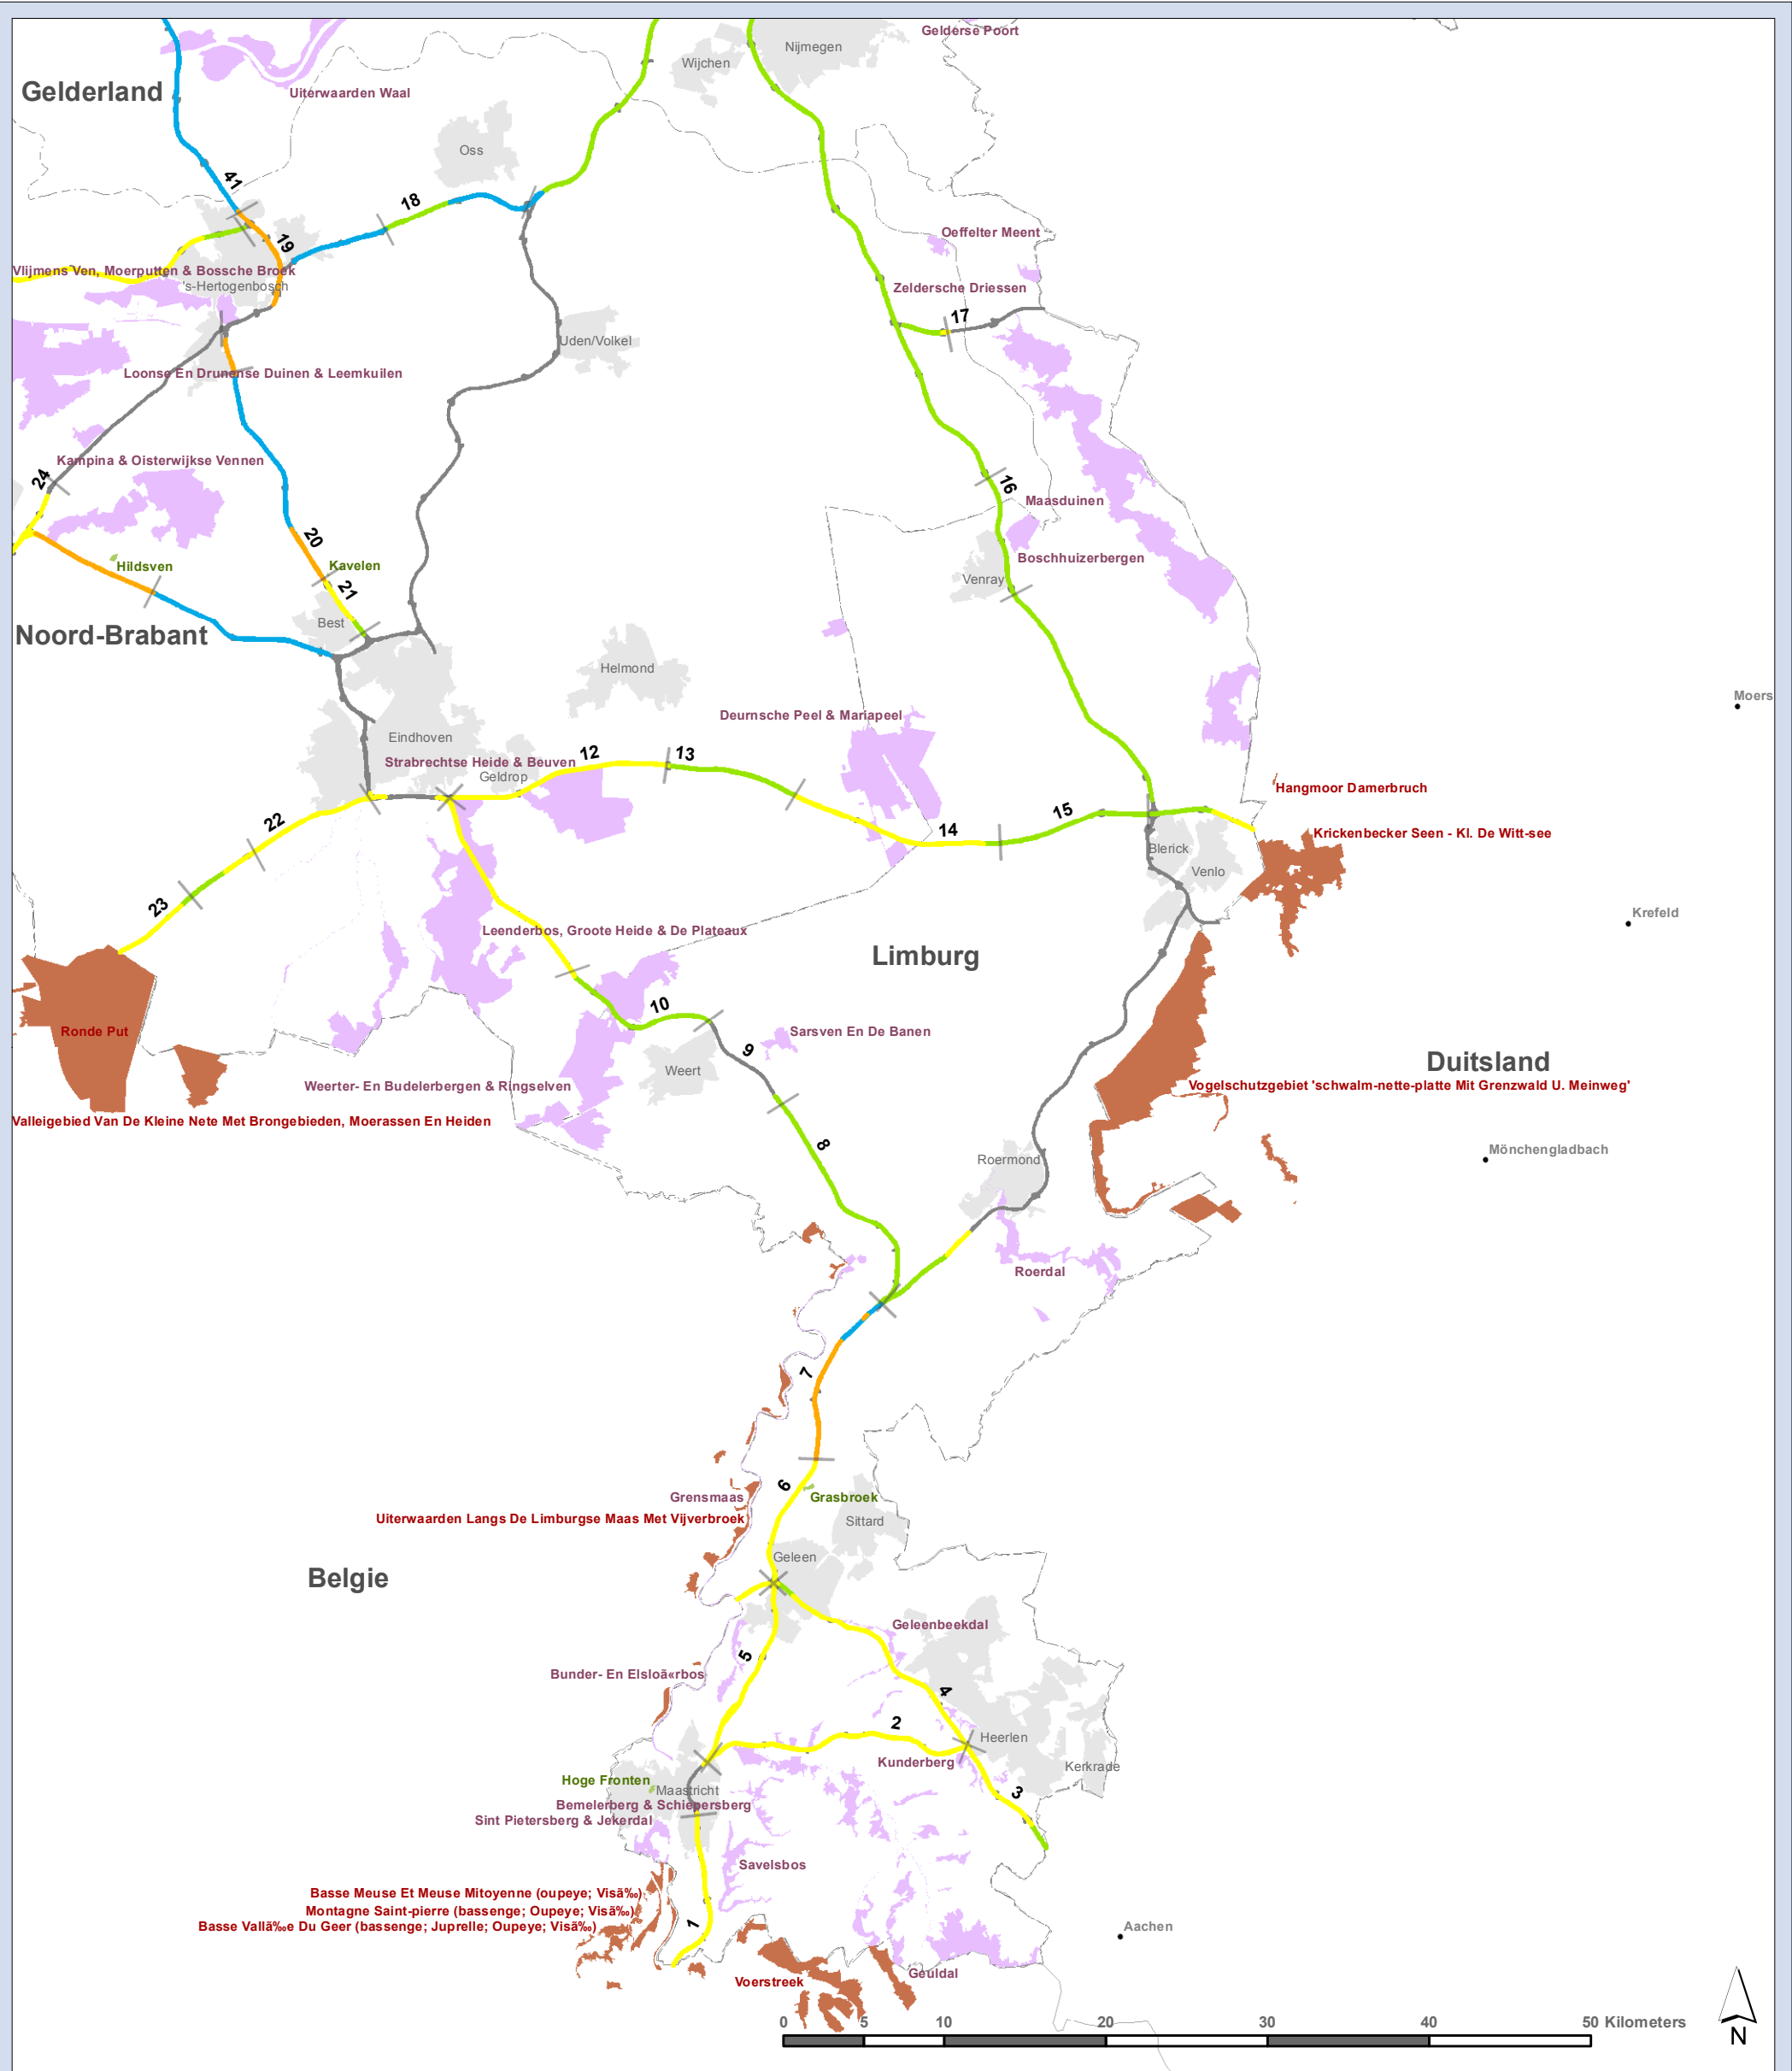 Gelderse Poort
Nijmegen
Wijchen
Gelderland
Uiterwaarden Waal
Oss
41
18
19
Oeffelter Meent
Vlijmens Ven, Moerputten & Bossche Broek
's-Hertogenbosch
Zeldersche Driessen
17
Uden/Volkel
Loonse En Drunense Duinen & Leemkuilen
Kampina & Oisterwijkse Vennen
24
16
Maasduinen
20
Hildsven
Kavelen
Boschhuizerbergen
Venray
21
Best
Noord-Brabant
Helmond
Moers
Deurnsche Peel & Mariapeel
Eindhoven
12
13
Strabrechtse Heide & Beuven
Geldrop
Hangmoor Damerbruch
15
22
14
Krickenbecker Seen - Kl. De Witt-see
Blerick
Venlo
23
Krefeld
Leenderbos, Groote Heide & De Plateaux
Limburg
10
Ronde Put
Sarsven En De Banen
9
Duitsland
Weert
Weerter- En Budelerbergen & Ringselven
Vogelschutzgebiet 'schwalm-nette-platte Mit Grenzwald U. Meinweg'
Valleigebied Van De Kleine Nete Met Brongebieden, Moerassen En Heiden
8
Mönchengladbach
Roermond
Roerdal
7
6
Grensmaas
Grasbroek
Uiterwaarden Langs De Limburgse Maas Met Vijverbroek
Sittard
Geleen
Belgie
Geleenbeekdal
5
Bunder- En Elsloã«rbos
4
2
Heerlen
Kunderberg
Kerkrade
Hoge Fronten
Maastricht
3
Bemelerberg & Schiepersberg
Sint Pietersberg & Jekerdal
Savelsbos
Basse Meuse Et Meuse Mitoyenne (oupeye; Visã‰)
Montagne Saint-pierre (bassenge; Oupeye; Visã‰)
Basse Vallã‰e Du Geer (bassenge; Juprelle; Oupeye; Visã‰)
1
Aachen
Geuldal
Voerstreek
0 5 10 20 30 40 50 Kilometers
N